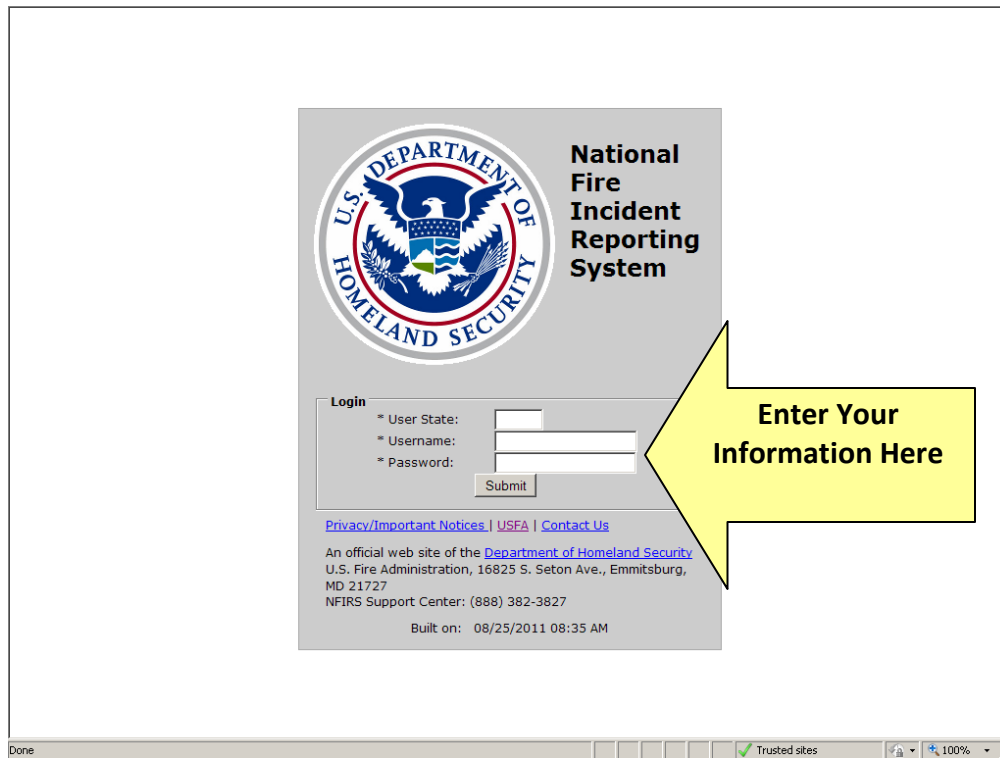 U.S. DEPARTMENT OF
HOMELAND SECURITY
National
Fire
Incident
Reporting
System
Login
* User State:
* Username:
* Password:
Submit
Enter Your
Information Here
Privacy/Important Notices | USFA | Contact Us
An official web site of the Department of Homeland Security
U.S. Fire Administration, 16825 S. Seton Ave., Emmitsburg,
MD 21727
NFIRS Support Center: (888) 382-3827
Built on: 08/25/2011 08:35 AM
Done
Trusted sites
100%